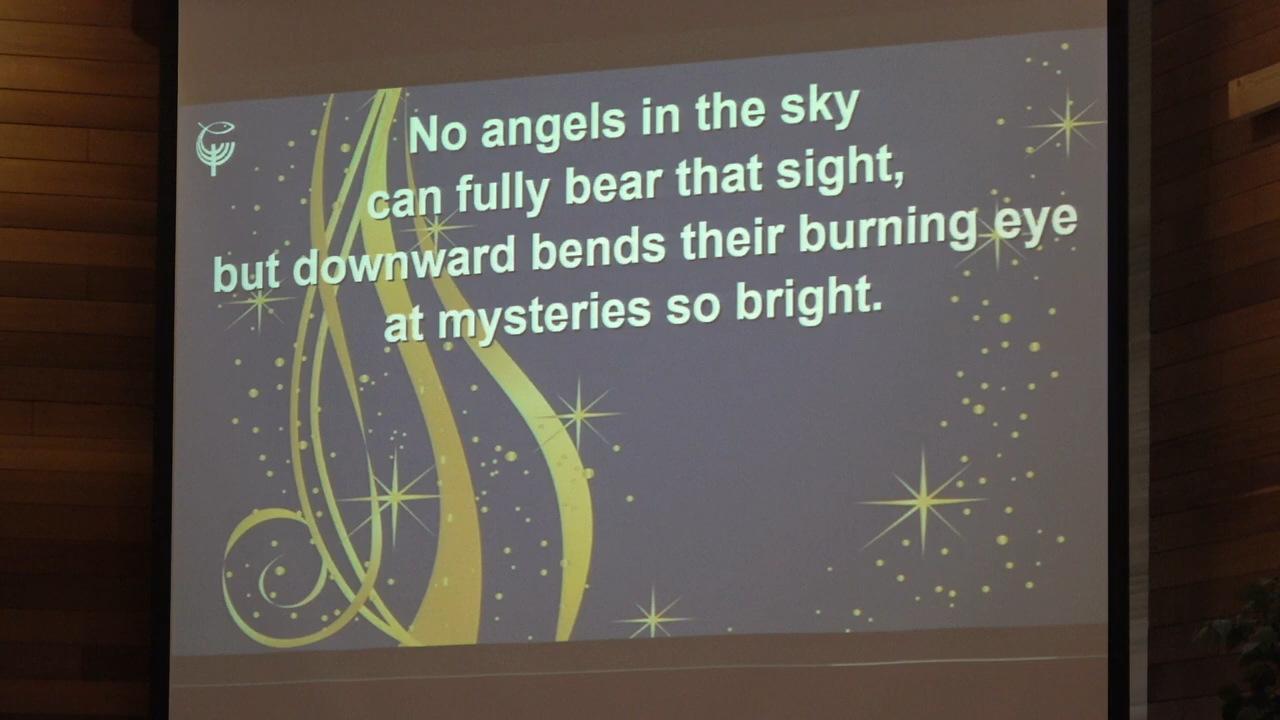 No angels in the sky
can fully bear that sight,
but downward bends their burning eye
at mysteries so bright.